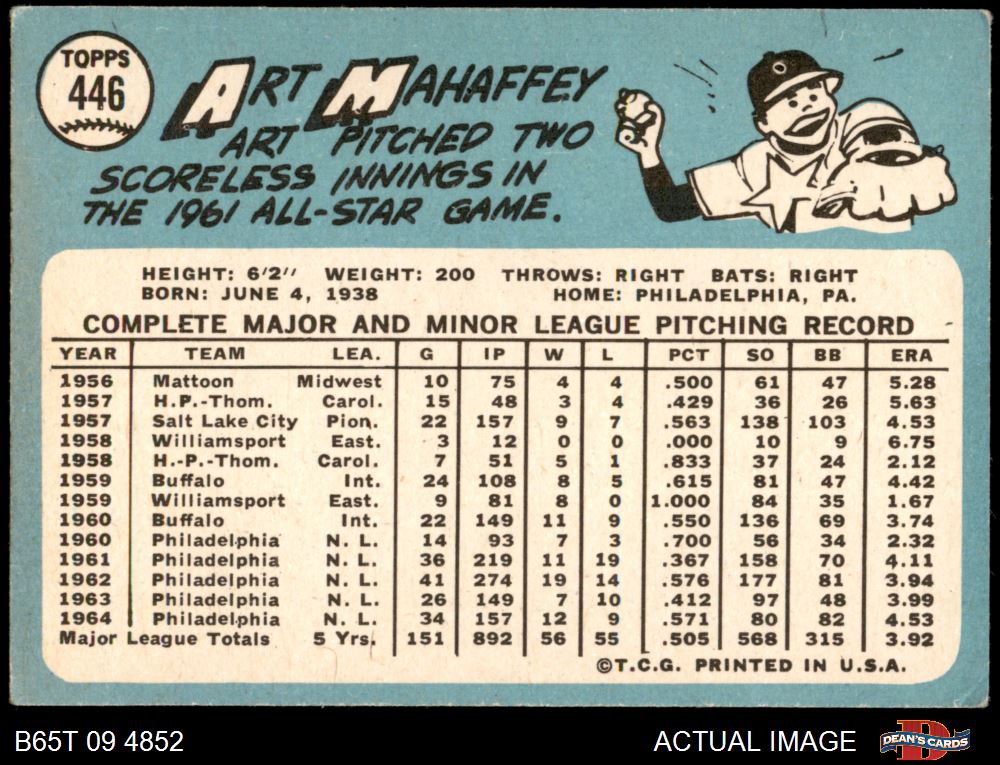 TOPPS
446
ART MAHAFFEY
ART PITCHED TWO
SCORELESS INNINGS IN
THE 1961 ALL-STAR GAME.
HEIGHT: 6'2" WEIGHT: 200 THROWS: RIGHT BATS: RIGHT
BORN: JUNE 4, 1938 HOME: PHILADELPHIA, PA.
COMPLETE MAJOR AND MINOR LEAGUE PITCHING RECORD
YEAR TEAM LEA. G IP W L PCT SO BB ERA
1956 Mattoon Midwest 10 75 4 4 .500 61 47 5.28
1957 H.P.-Thom. Carol. 15 48 3 4 .429 36 26 5.63
1957 Salt Lake City Pion. 22 157 9 7 .563 138 103 4.53
1958 Williamsport East. 3 12 0 0 .000 10 9 6.75
1958 H.-P.-Thom. Carol. 7 51 5 1 .833 37 24 2.12
1959 Buffalo Int. 24 108 8 5 .615 81 47 4.42
1959 Williamsport East. 9 81 8 0 1.000 84 35 1.67
1960 Buffalo Int. 22 149 11 9 .550 136 69 3.74
1960 Philadelphia N. L. 14 93 7 3 .700 56 34 2.32
1961 Philadelphia N. L. 36 219 11 19 .367 158 70 4.11
1962 Philadelphia N. L. 41 274 19 14 .576 177 81 3.94
1963 Philadelphia N. L. 26 149 7 10 .412 97 48 3.99
1964 Philadelphia N. L. 34 157 12 9 .571 80 82 4.53
Major League Totals 5 Yrs. 151 892 56 55 .505 568 315 3.92
©T.C.G. PRINTED IN U.S.A.
B65T 09 4852 ACTUAL IMAGE DEAN'S CARDS